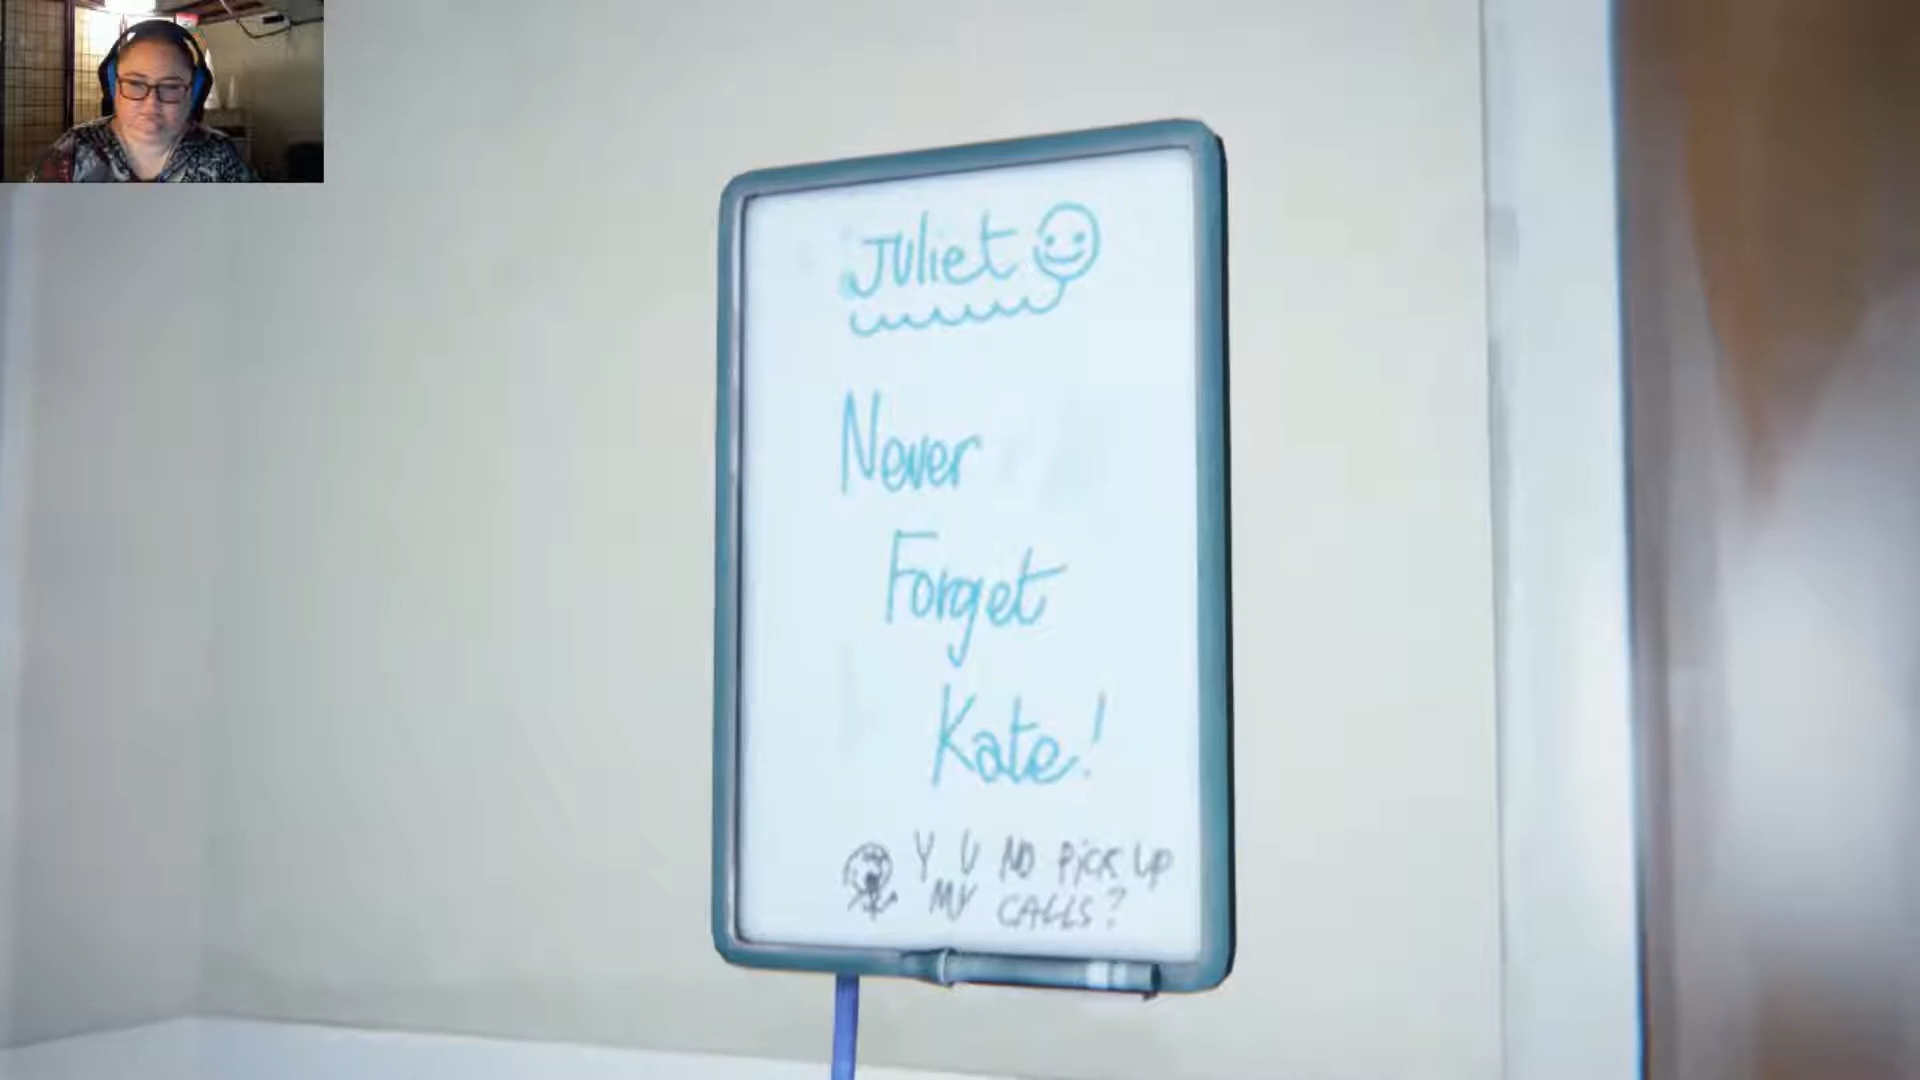 Juliet
Never
Forget
Kate!
Y U NO PICK UP
MY CALLS?